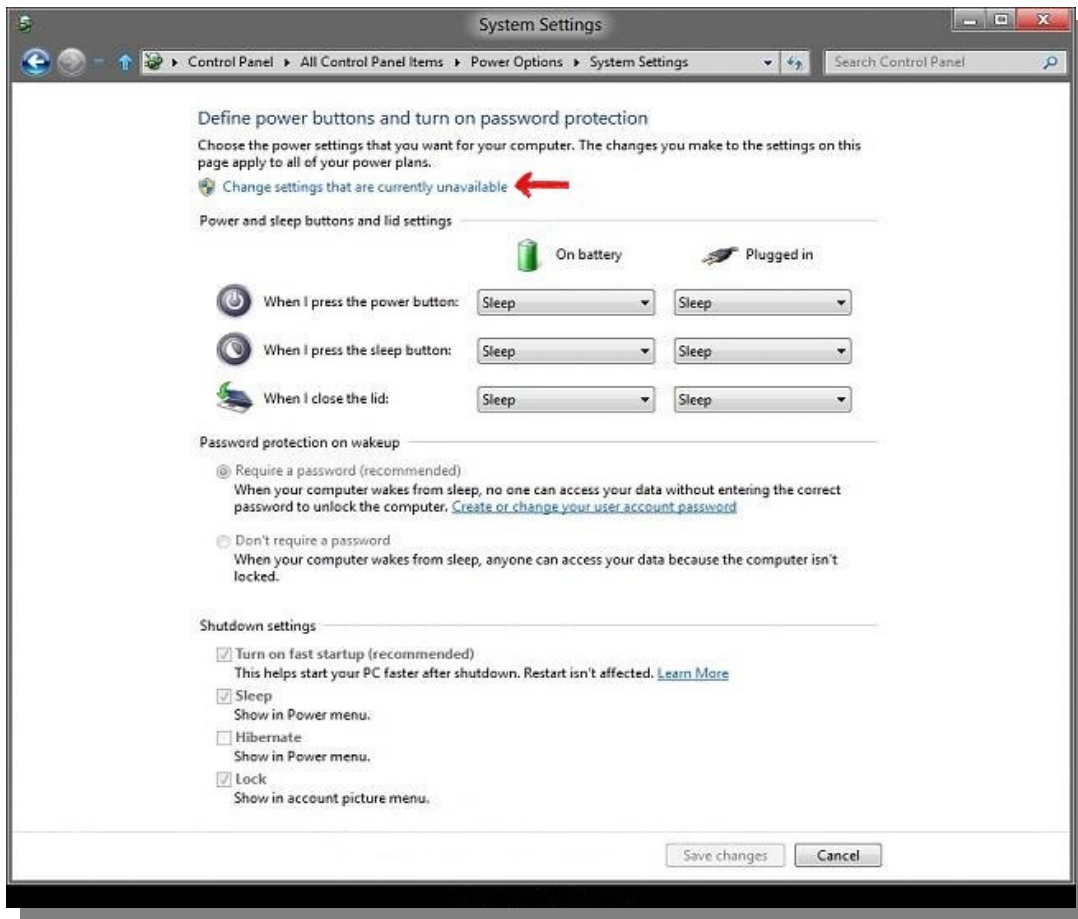 System Settings
Control Panel All Control Panel Items Power Options System Settings Search Control Panel
Define power buttons and turn on password protection
Choose the power settings that you want for your computer. The changes you make to the settings on this
page apply to all of your power plans.
Change settings that are currently unavailable
Power and sleep buttons and lid settings
On battery Plugged in
When I press the power button: Sleep Sleep
When I press the sleep button: Sleep Sleep
When I close the lid: Sleep Sleep
Password protection on wakeup
Require a password (recommended)
When your computer wakes from sleep, no one can access your data without entering the correct
password to unlock the computer. Create or change your user account password
Don't require a password
When your computer wakes from sleep, anyone can access your data because the computer isn't
locked.
Shutdown settings
Turn on fast startup (recommended)
This helps start your PC faster after shutdown. Restart isn't affected. Learn More
Sleep
Show in Power menu.
Hibernate
Show in Power menu.
Lock
Show in account picture menu.
Save changes Cancel